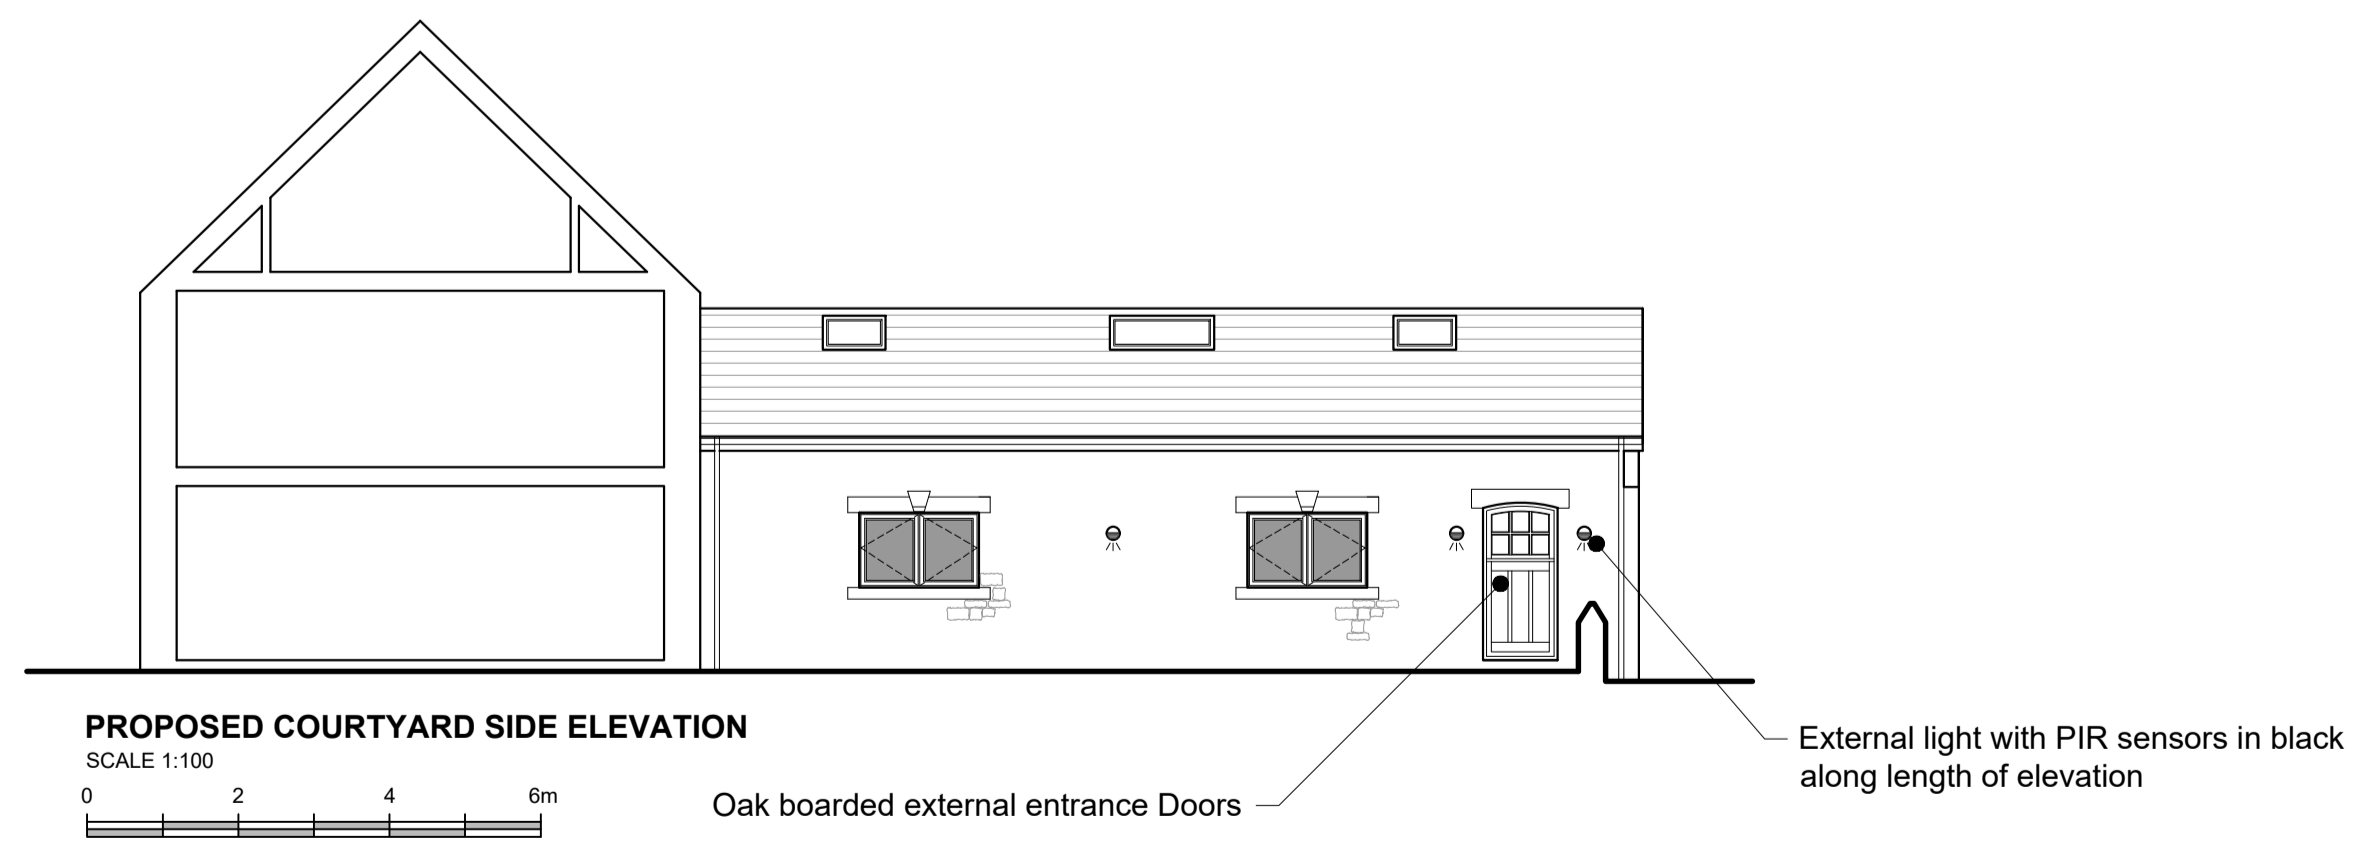 PROPOSED COURTYARD SIDE ELEVATION
SCALE 1:100
0 2 4 6m
Oak boarded external entrance Doors
External light with PIR sensors in black
along length of elevation